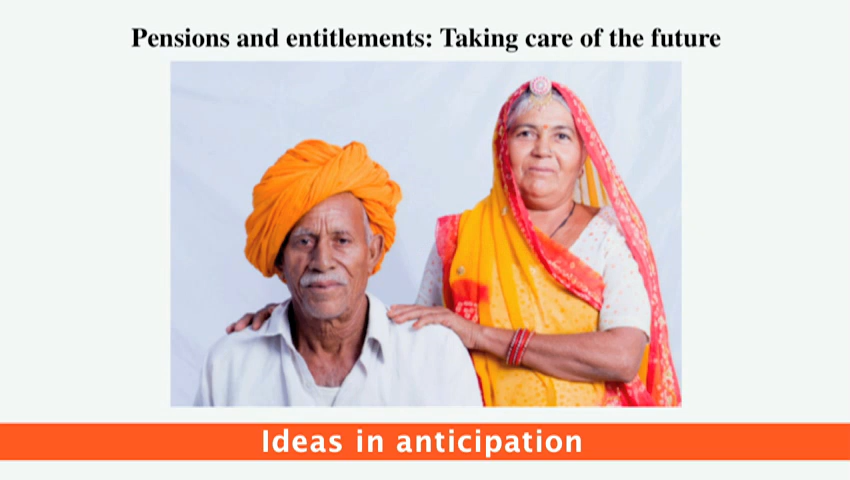 Pensions and entitlements: Taking care of the future
Ideas in anticipation